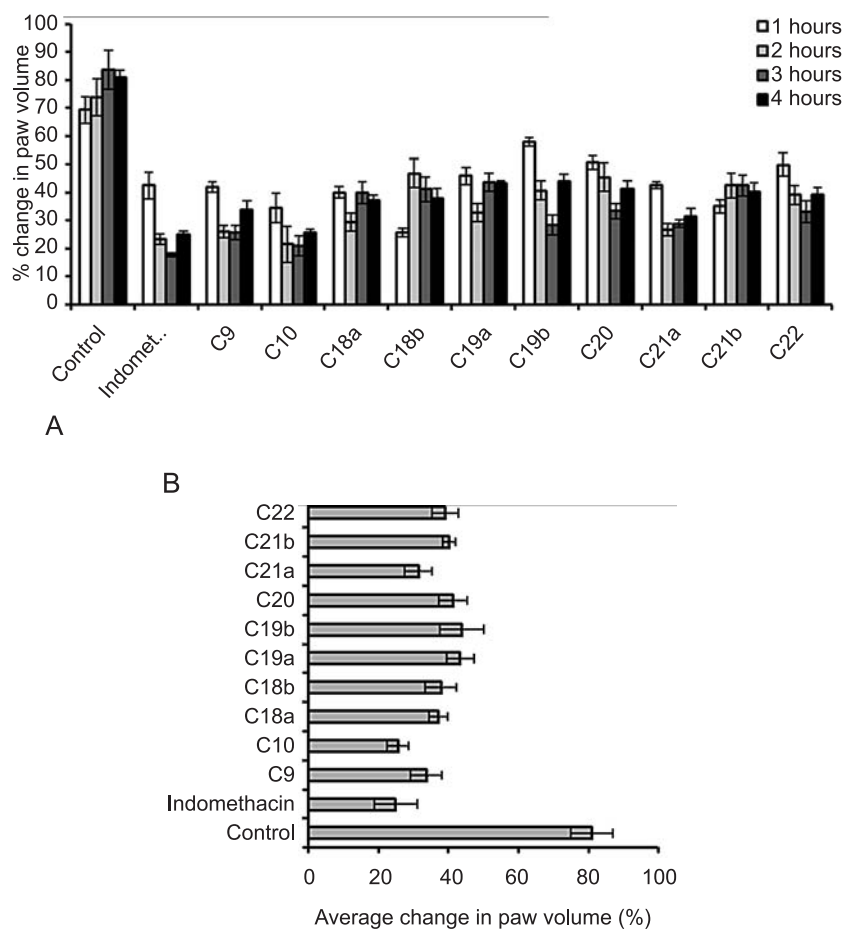 100
90
80
70
60
50
40
30
20
10
0
% change in paw volume
1 hours
2 hours
3 hours
4 hours
Control
Indomet..
C9
C10
C18a
C18b
C19a
C19b
C20
C21a
C21b
C22
A
B
C22
C21b
C21a
C20
C19b
C19a
C18b
C18a
C10
C9
Indomethacin
Control
0 20 40 60 80 100
Average change in paw volume (%)